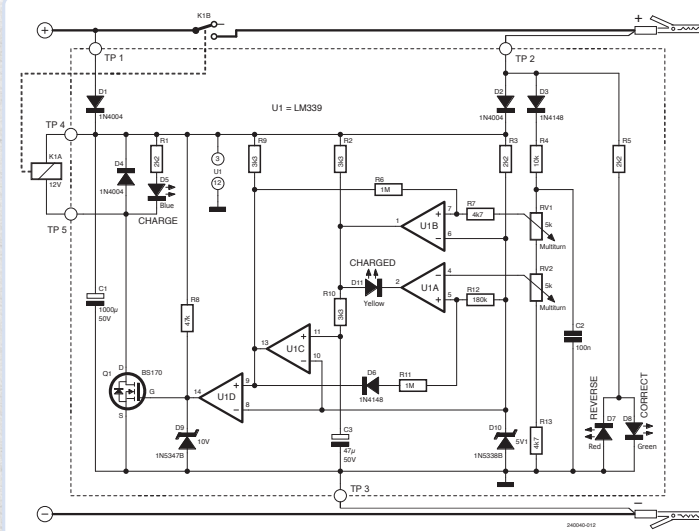 K1B
+
+
TP 1
TP 2
D1
1N4004
U1 = LM339
D2
1N4004
D3
1N4148
TP 4
K1A
12V
TP 5
D4
1N4004
R1
2k2
D5
Blue
CHARGE
3
U1
12
R9
3k3
R2
3k3
R3
2k2
R4
10k
R5
2k2
R6
1M
R7
4k7
1
U1B
+
7
−
6
RV1
5k
Multiturn
CHARGED
D11
Yellow
2
U1A
−
4
+
5
R12
180k
RV2
5k
Multiturn
C1
1000µ
50V
R8
47k
R10
3k3
13
U1C
+
11
−
10
C2
100n
D6
1N4148
R11
1M
Q1
D
BS170
G
S
14
U1D
+
9
−
8
D9
10V
1N5347B
C3
47µ
50V
D10
5V1
1N5338B
R13
4k7
REVERSE
D7
Red
CORRECT
D8
Green
TP 3
−
−
240040-012